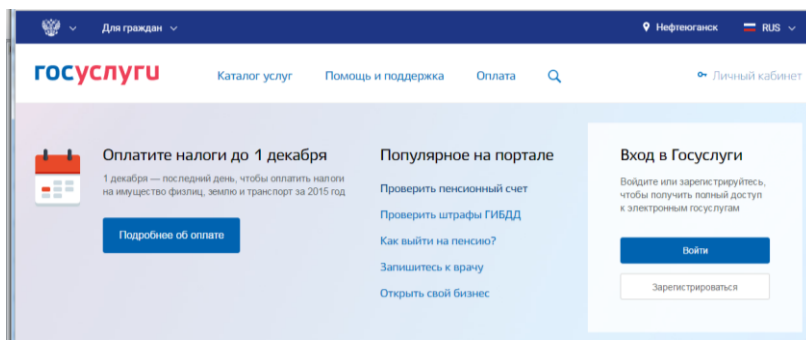 Для граждан
Нефтеюганск
RUS
госуслуги
Каталог услуг
Помощь и поддержка
Оплата
Личный кабинет
Оплатите налоги до 1 декабря
1 декабря — последний день, чтобы оплатить налоги
на имущество физлиц, землю и транспорт за 2015 год
Подробнее об оплате
Популярное на портале
Проверить пенсионный счет
Проверить штрафы ГИБДД
Как выйти на пенсию?
Запишитесь к врачу
Открыть свой бизнес
Вход в Госуслуги
Войдите или зарегистрируйтесь,
чтобы получить полный доступ
к электронным госуслугам
Войти
Зарегистрироваться